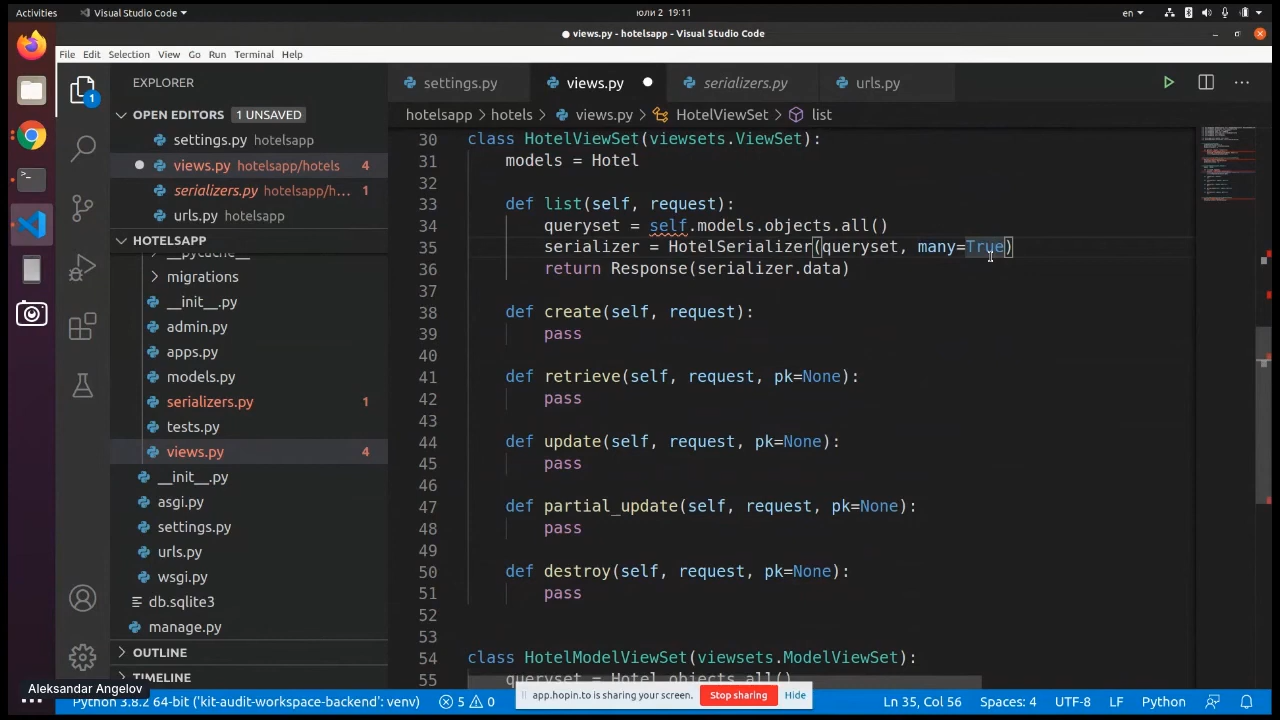 Activities
Visual Studio Code
юли 2 19:11
en
views.py - hotelsapp - Visual Studio Code
File Edit Selection View Go Run Terminal Help
EXPLORER
OPEN EDITORS 1 UNSAVED
settings.py hotelsapp
views.py hotelsapp/hotels 4
serializers.py hotelsapp/h... 1
urls.py hotelsapp
HOTELSAPP
__pycache__
migrations
__init__.py
admin.py
apps.py
models.py
serializers.py 1
tests.py
views.py 4
__init__.py
asgi.py
settings.py
urls.py
wsgi.py
db.sqlite3
manage.py
OUTLINE
TIMELINE
1
settings.py views.py serializers.py urls.py
hotelsapp > hotels > views.py > HotelViewSet > list
30 class HotelViewSet(viewsets.ViewSet):
31 models = Hotel
32
33 def list(self, request):
34 queryset = self.models.objects.all()
35 serializer = HotelSerializer(queryset, many=True)
36 return Response(serializer.data)
37
38 def create(self, request):
39 pass
40
41 def retrieve(self, request, pk=None):
42 pass
43
44 def update(self, request, pk=None):
45 pass
46
47 def partial_update(self, request, pk=None):
48 pass
49
50 def destroy(self, request, pk=None):
51 pass
52
53
54 class HotelModelViewSet(viewsets.ModelViewSet):
55 queryset = Hotel.objects.all()
Aleksandar Angelov
app.hopin.to is sharing your screen. Stop sharing Hide
Python 3.8.2 64-bit ('kit-audit-workspace-backend': venv) 5 0 Ln 35, Col 56 Spaces: 4 UTF-8 LF Python